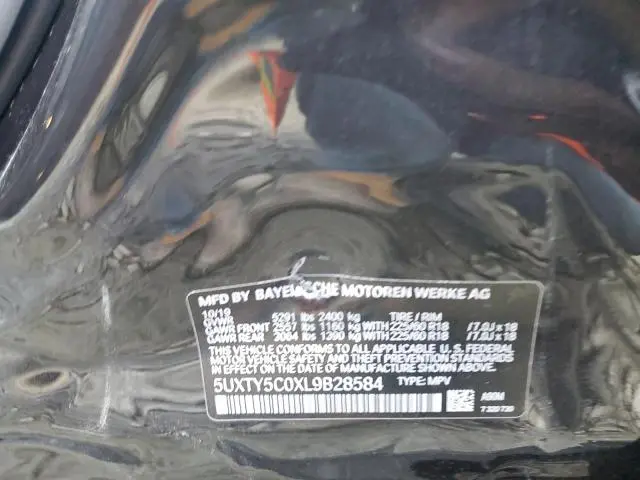 MFD BY BAYERISCHE MOTOREN WERKE AG
10/19
GVWR 5291 lbs 2400 kg TIRE / RIM
GAWR FRONT 2557 lbs 1160 kg WITH 225/60 R18 /7.0J x 18
GAWR REAR 2064 lbs 1390 kg WITH 225/60 R18 /7.0J x 18
THIS VEHICLE CONFORMS TO ALL APPLICABLE U.S. FEDERAL
MOTOR VEHICLE SAFETY, BUMPER, AND THEFT PREVENTION
STANDARDS IN EFFECT ON THE DATE OF MANUFACTURE SHOWN ABOVE.
5UXTY5C0XL9B28584 TYPE: MPV